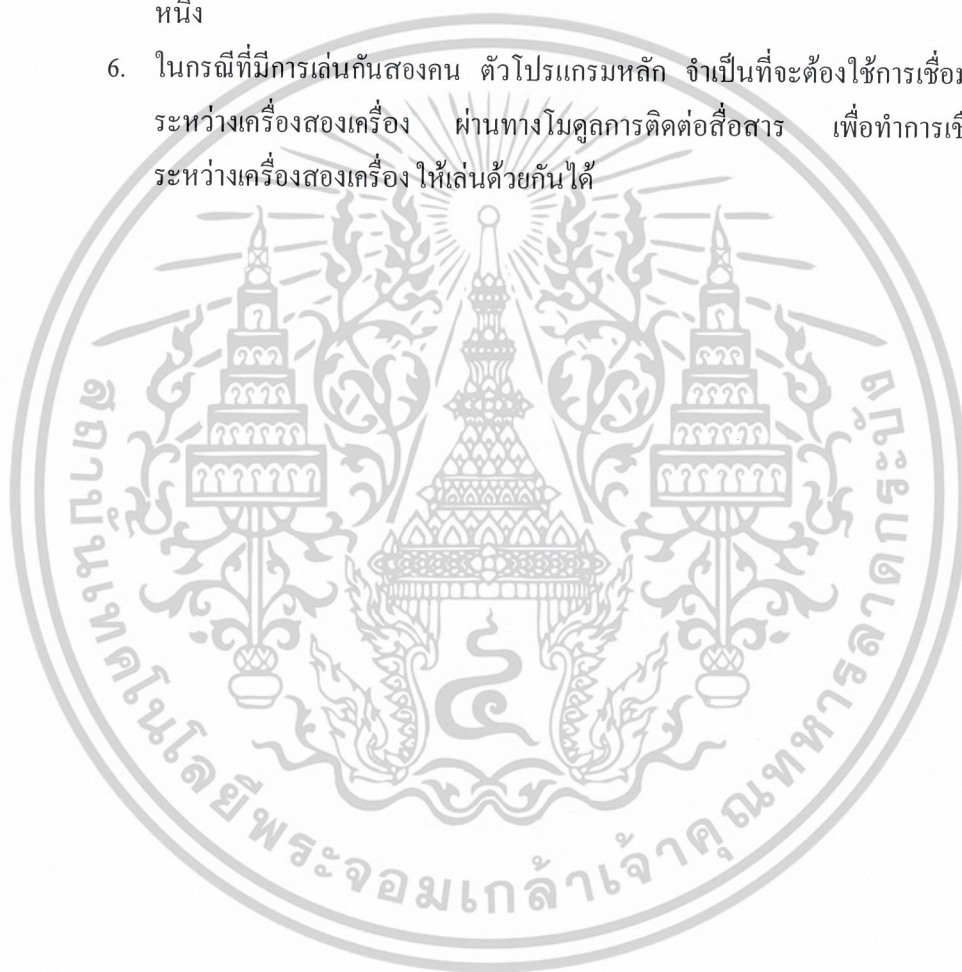 หนึ่ง
6. ในกรณีที่มีการเล่นกันสองคน ตัวโปรแกรมหลัก จำเป็นที่จะต้องใช้การเชื่อม
ระหว่างเครื่องสองเครื่อง ผ่านทางโมดูลการติดต่อสื่อสาร เพื่อทำการเชื
ระหว่างเครื่องสองเครื่อง ให้เล่นด้วยกันได้
สถาบันเทคโนโลยีพระจอมเกล้าเจ้าคุณทหารลาดกระบัง
๔